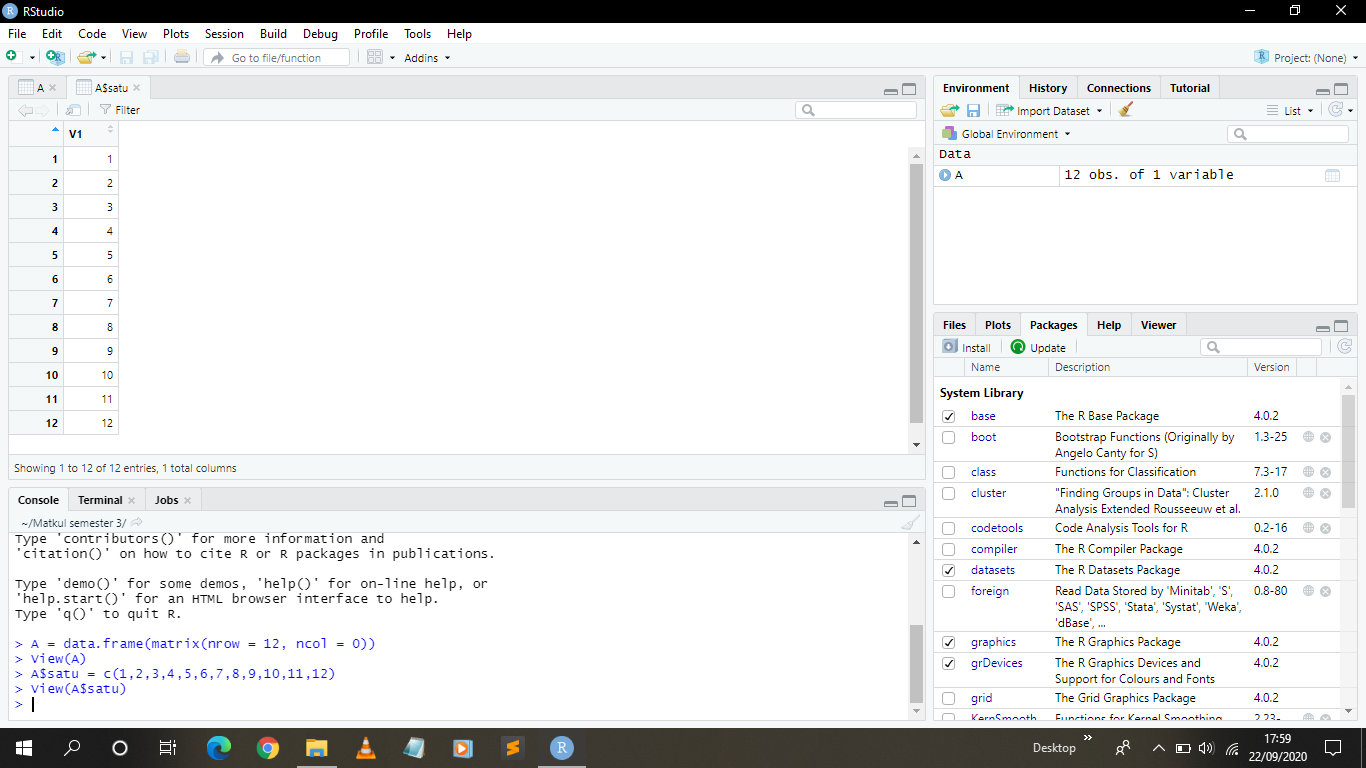 RStudio
File Edit Code View Plots Session Build Debug Profile Tools Help
Go to file/function Addins Project: (None)
A A$satu
Filter
V1
1 1
2 2
3 3
4 4
5 5
6 6
7 7
8 8
9 9
10 10
11 11
12 12
Showing 1 to 12 of 12 entries, 1 total columns
Console Terminal Jobs
~/Matkul semester 3/
Type 'contributors()' for more information and
'citation()' on how to cite R or R packages in publications.
Type 'demo()' for some demos, 'help()' for on-line help, or
'help.start()' for an HTML browser interface to help.
Type 'q()' to quit R.
> A = data.frame(matrix(nrow = 12, ncol = 0))
> View(A)
> A$satu = c(1,2,3,4,5,6,7,8,9,10,11,12)
> View(A$satu)
>
Environment History Connections Tutorial
Import Dataset List
Global Environment
Data
A 12 obs. of 1 variable
Files Plots Packages Help Viewer
Install Update
Name Description Version
System Library
base The R Base Package 4.0.2
boot Bootstrap Functions (Originally by 1.3-25
Angelo Canty for S)
class Functions for Classification 7.3-17
cluster "Finding Groups in Data": Cluster 2.1.0
Analysis Extended Rousseeuw et al.
codetools Code Analysis Tools for R 0.2-16
compiler The R Compiler Package 4.0.2
datasets The R Datasets Package 4.0.2
foreign Read Data Stored by 'Minitab', 'S', 0.8-80
'SAS', 'SPSS', 'Stata', 'Systat', 'Weka',
'dBase', ...
graphics The R Graphics Package 4.0.2
grDevices The R Graphics Devices and 4.0.2
Support for Colours and Fonts
grid The Grid Graphics Package 4.0.2
KernSmooth Functions for Kernel Smoothing 2.23-
Desktop
17:59
22/09/2020